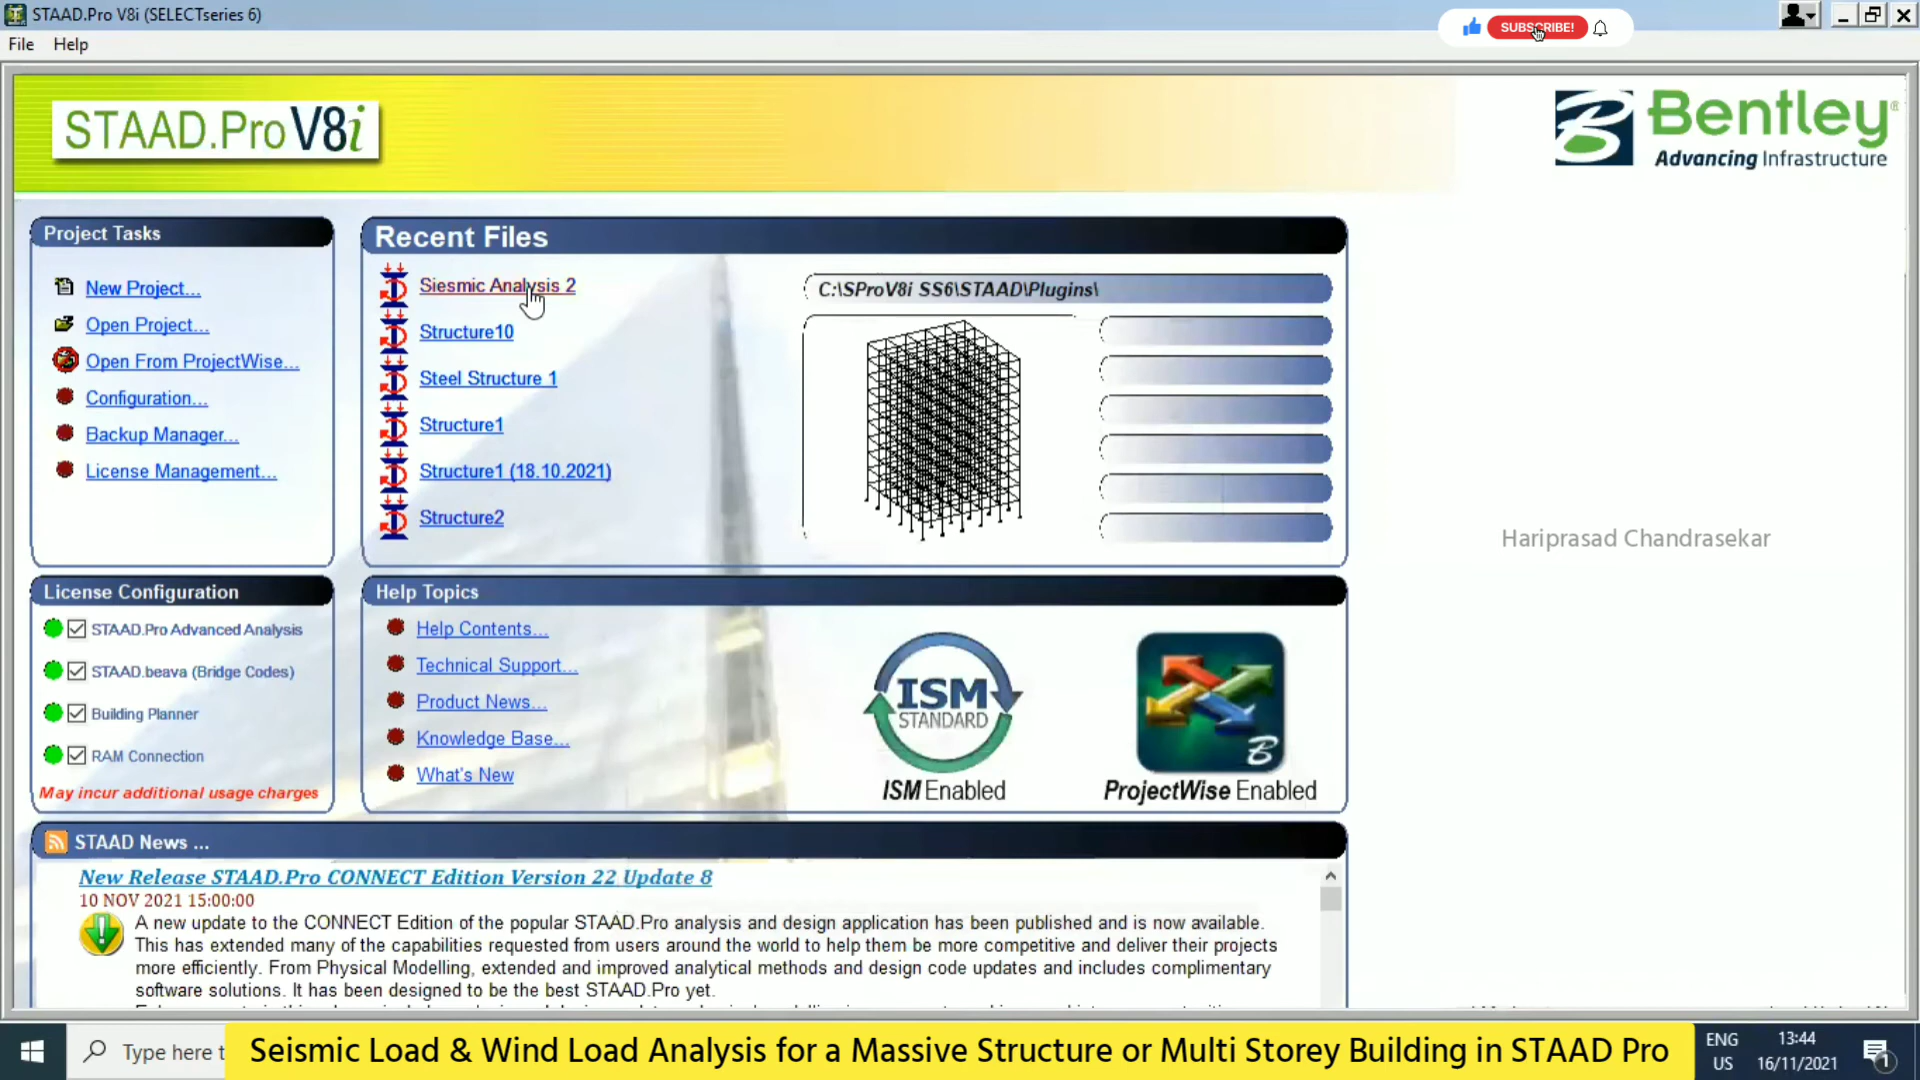 STAAD.Pro V8i (SELECTseries 6)
File Help
SUBSCRIBE!
STAAD.Pro V8i
Bentley®
Advancing Infrastructure
Project Tasks
New Project...
Open Project...
Open From ProjectWise...
Configuration...
Backup Manager...
License Management...
Recent Files
Siesmic Analysis 2
Structure10
Steel Structure 1
Structure1
Structure1 (18.10.2021)
Structure2
C:\SProV8i SS6\STAAD\Plugins\
Hariprasad Chandrasekar
License Configuration
STAAD.Pro Advanced Analysis
STAAD.beava (Bridge Codes)
Building Planner
RAM Connection
May incur additional usage charges
Help Topics
Help Contents...
Technical Support...
Product News...
Knowledge Base...
What's New
ISM
STANDARD
ISM Enabled
B
ProjectWise Enabled
STAAD News ...
New Release STAAD.Pro CONNECT Edition Version 22 Update 8
10 NOV 2021 15:00:00
A new update to the CONNECT Edition of the popular STAAD.Pro analysis and design application has been published and is now available.
This has extended many of the capabilities requested from users around the world to help them be more competitive and deliver their projects
more efficiently. From Physical Modelling, extended and improved analytical methods and design code updates and includes complimentary
software solutions. It has been designed to be the best STAAD.Pro yet.
Type here t
Seismic Load & Wind Load Analysis for a Massive Structure or Multi Storey Building in STAAD Pro
ENG
US
13:44
16/11/2021
1